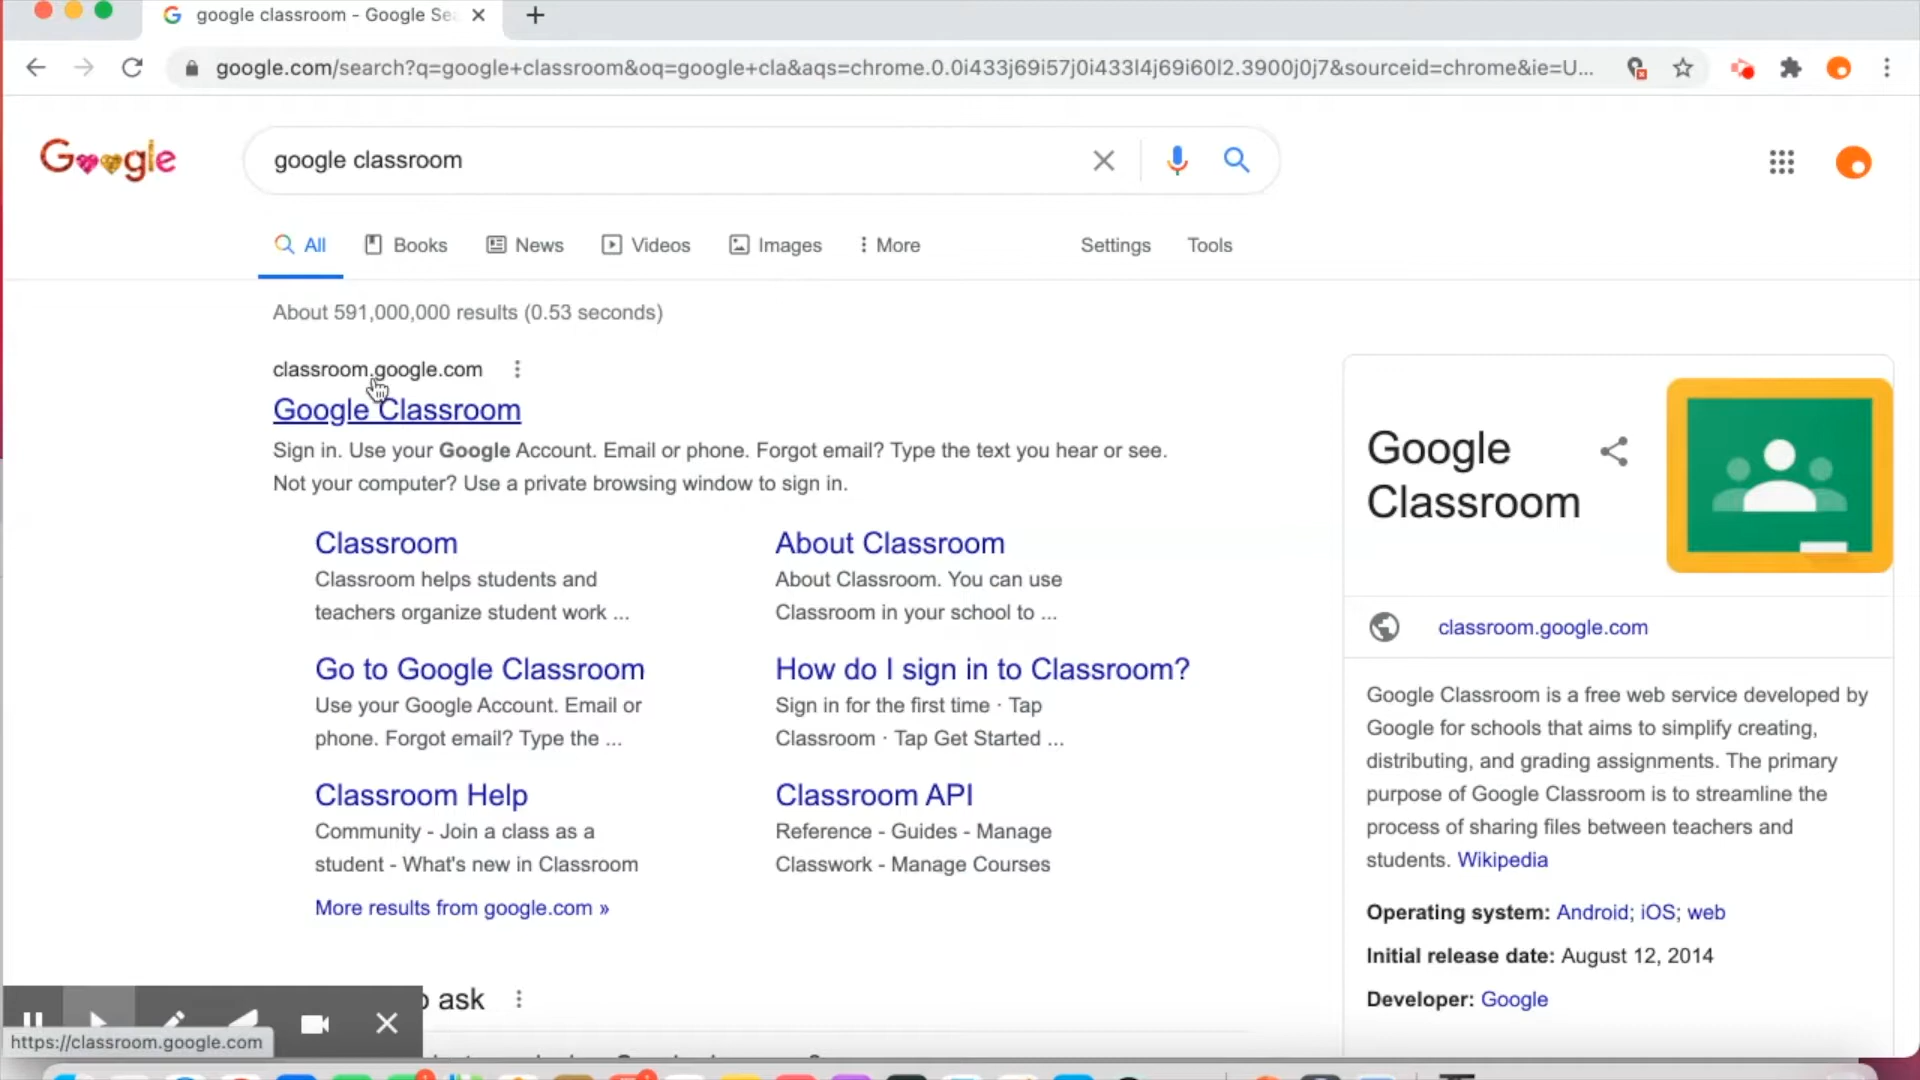 google classroom - Google Se
google.com/search?q=google+classroom&oq=google+cla&aqs=chrome.0.0i433j69i57j0i433l4j69i60l2.3900j0j7&sourceid=chrome&ie=U...
Google
google classroom
All Books News Videos Images More Settings Tools
About 591,000,000 results (0.53 seconds)
classroom.google.com
Google Classroom
Sign in. Use your Google Account. Email or phone. Forgot email? Type the text you hear or see.
Not your computer? Use a private browsing window to sign in.
Classroom
Classroom helps students and
teachers organize student work ...
About Classroom
About Classroom. You can use
Classroom in your school to ...
Go to Google Classroom
Use your Google Account. Email or
phone. Forgot email? Type the ...
How do I sign in to Classroom?
Sign in for the first time · Tap
Classroom · Tap Get Started ...
Classroom Help
Community - Join a class as a
student - What's new in Classroom
Classroom API
Reference - Guides - Manage
Classwork - Manage Courses
More results from google.com »
ask
https://classroom.google.com
Google
Classroom
classroom.google.com
Google Classroom is a free web service developed by
Google for schools that aims to simplify creating,
distributing, and grading assignments. The primary
purpose of Google Classroom is to streamline the
process of sharing files between teachers and
students. Wikipedia
Operating system: Android; iOS; web
Initial release date: August 12, 2014
Developer: Google